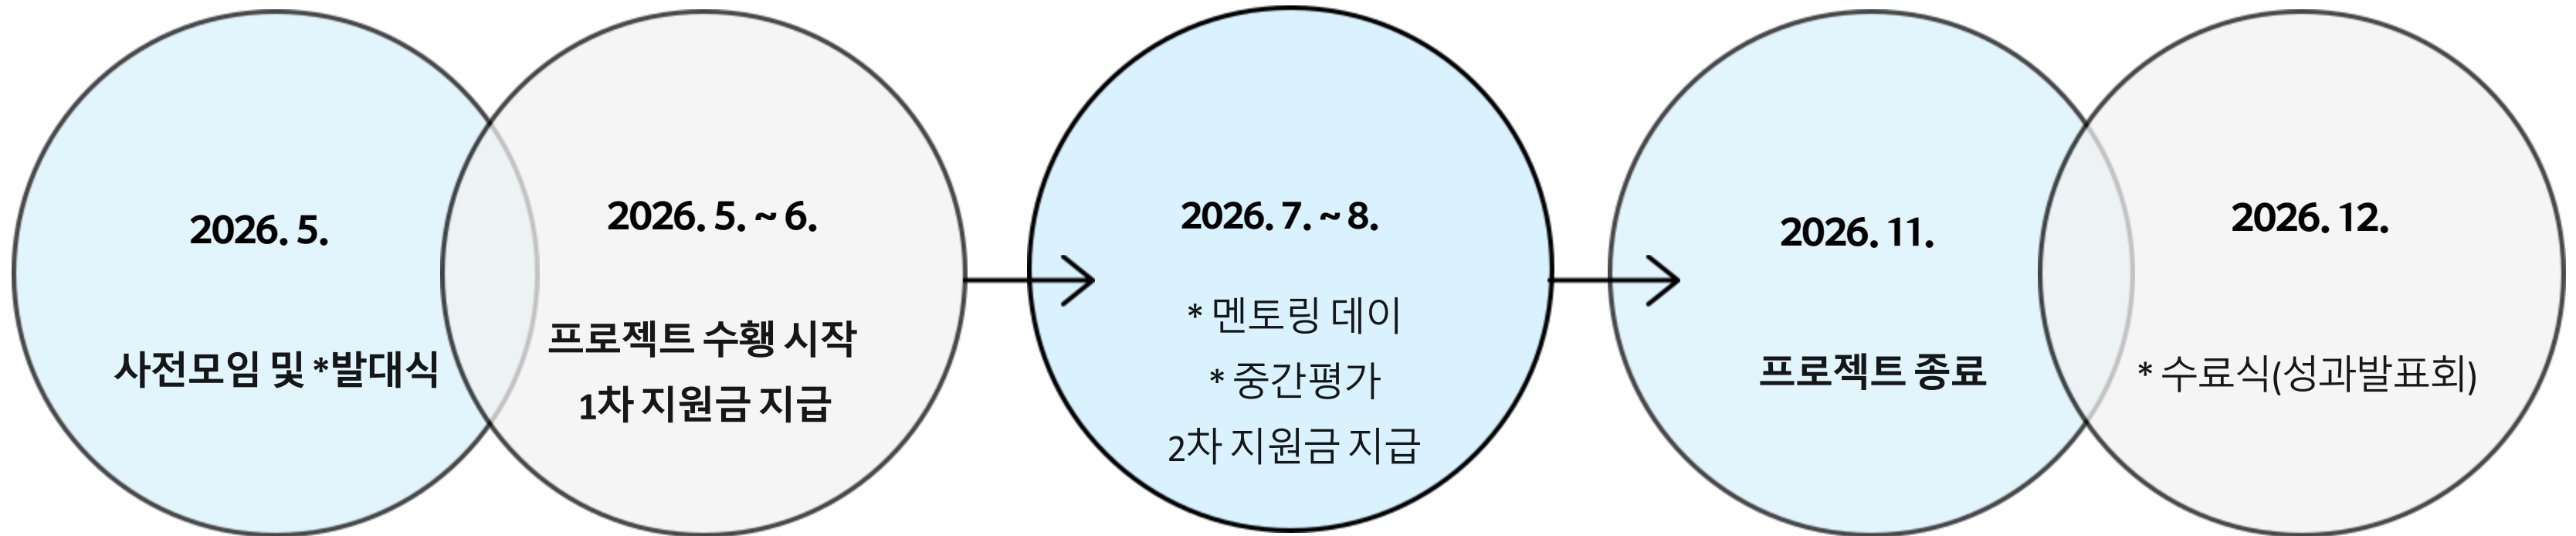 2026. 5.
사전모임 및 *발대식
2026. 5. ~ 6.
프로젝트 수행 시작
1차 지원금 지급
2026. 7. ~ 8.
* 멘토링 데이
* 중간평가
2차 지원금 지급
2026. 11.
프로젝트 종료
2026. 12.
* 수료식(성과발표회)